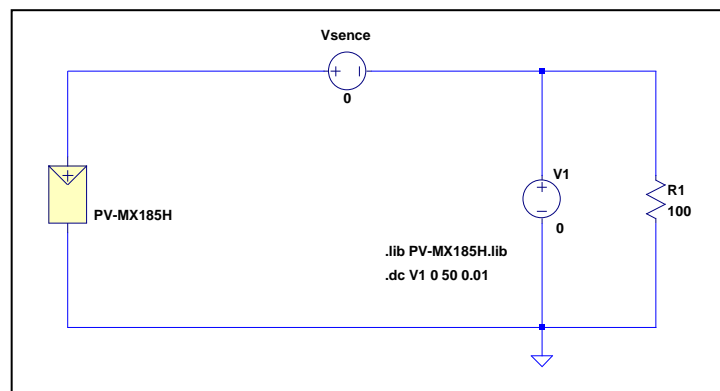 Vsence
+ −
0
+
PV-MX185H
V1
+
−
0
R1
100
.lib PV-MX185H.lib
.dc V1 0 50 0.01